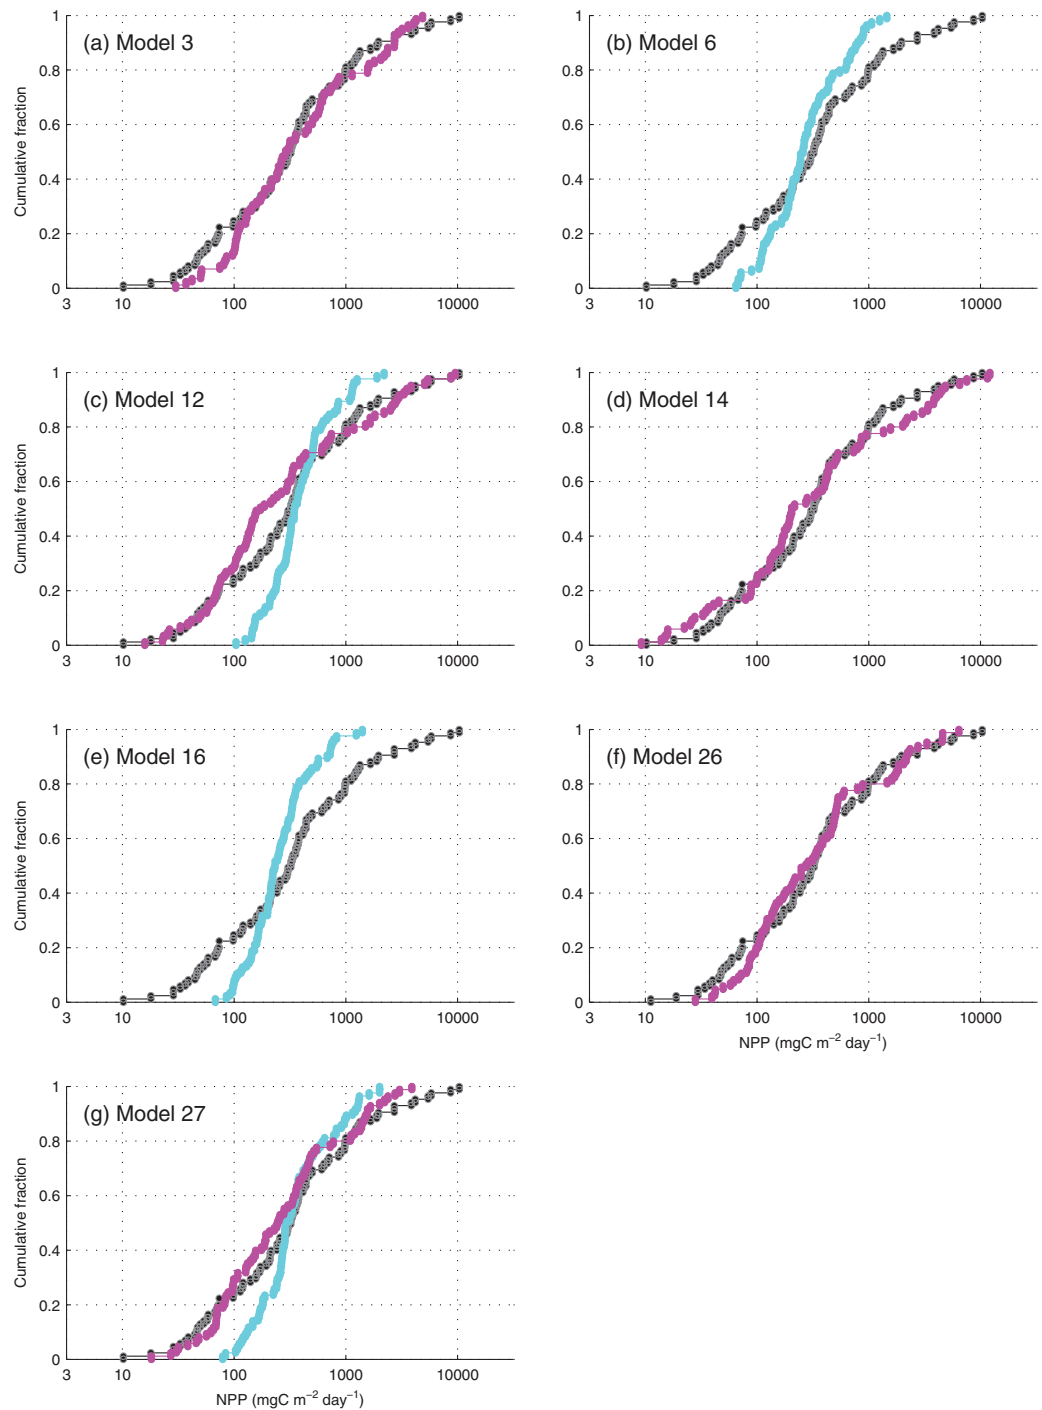 (a) Model 3
Cumulative fraction
1
0.8
0.6
0.4
0.2
0
3 10 100 1000 10000
(b) Model 6
1
0.8
0.6
0.4
0.2
0
3 10 100 1000 10000
(c) Model 12
Cumulative fraction
1
0.8
0.6
0.4
0.2
0
3 10 100 1000 10000
(d) Model 14
1
0.8
0.6
0.4
0.2
0
3 10 100 1000 10000
(e) Model 16
Cumulative fraction
1
0.8
0.6
0.4
0.2
0
3 10 100 1000 10000
(f) Model 26
1
0.8
0.6
0.4
0.2
0
3 10 100 1000 10000
NPP (mgC m⁻² day⁻¹)
(g) Model 27
Cumulative fraction
1
0.8
0.6
0.4
0.2
0
3 10 100 1000 10000
NPP (mgC m⁻² day⁻¹)